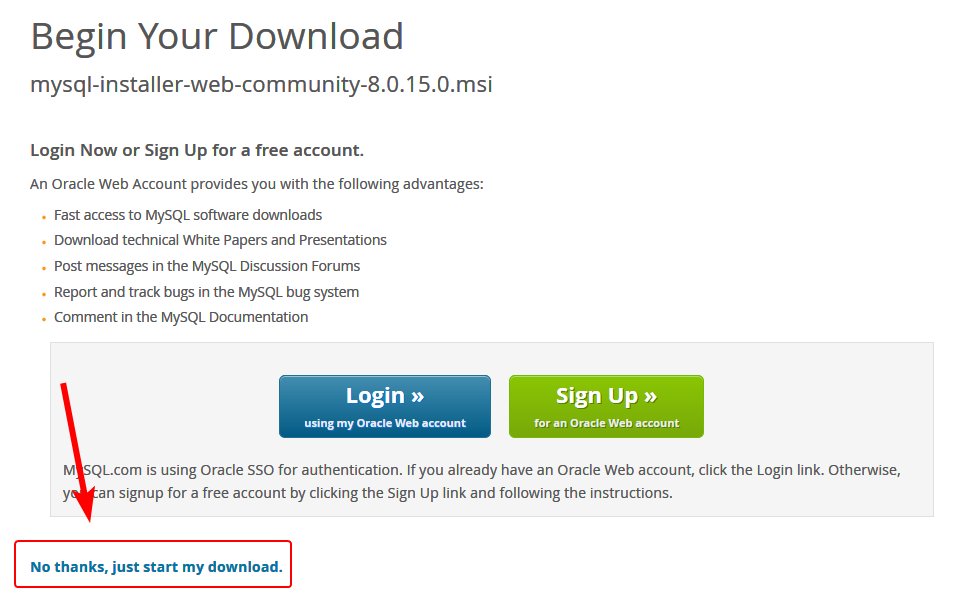 Begin Your Download
mysql-installer-web-community-8.0.15.0.msi
Login Now or Sign Up for a free account.
An Oracle Web Account provides you with the following advantages:
Fast access to MySQL software downloads
Download technical White Papers and Presentations
Post messages in the MySQL Discussion Forums
Report and track bugs in the MySQL bug system
Comment in the MySQL Documentation
Login »
using my Oracle Web account
Sign Up »
for an Oracle Web account
MySQL.com is using Oracle SSO for authentication. If you already have an Oracle Web account, click the Login link. Otherwise,
you can signup for a free account by clicking the Sign Up link and following the instructions.
No thanks, just start my download.